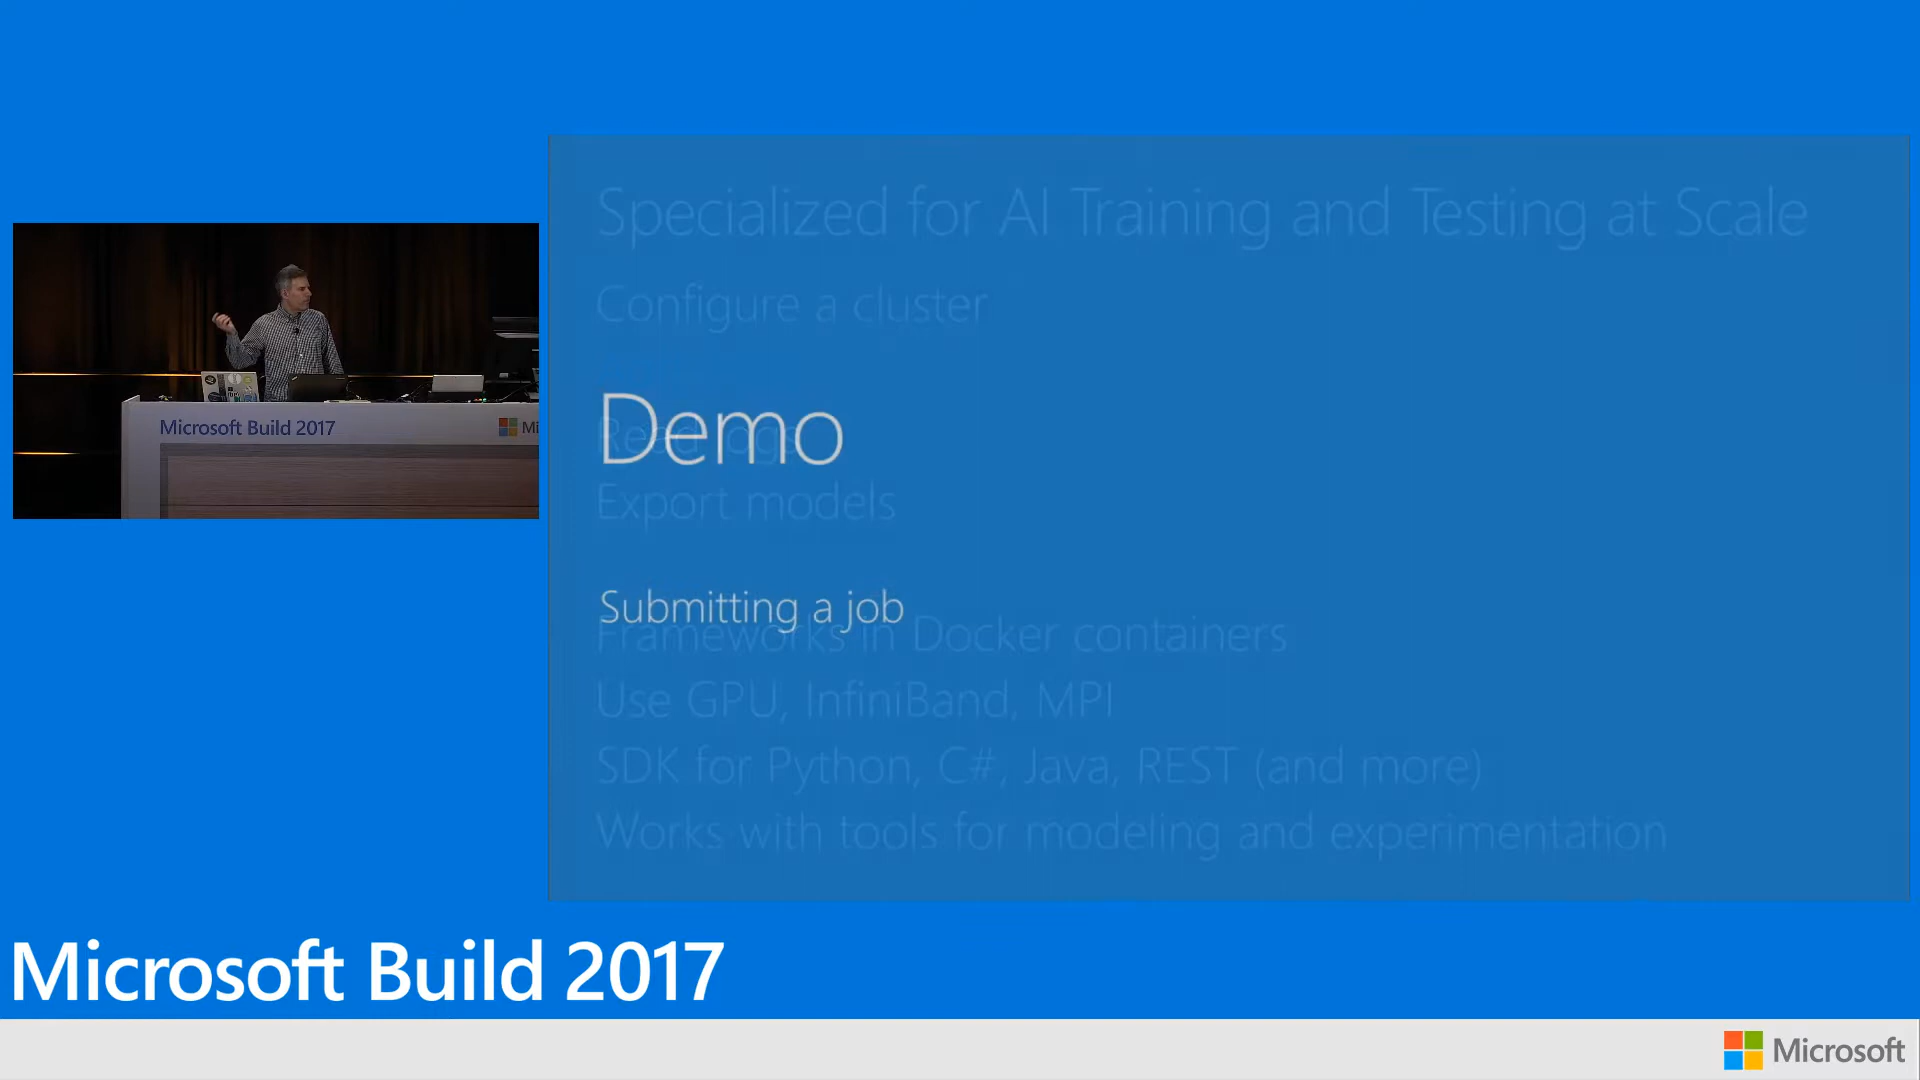 Specialized for AI Training and Testing at Scale
Configure a cluster
Demo
Export models
Submitting a job
Frameworks in Docker containers
Use GPU, InfiniBand, MPI
SDK for Python, C#, Java, REST (and more)
Works with tools for modeling and experimentation
Microsoft Build 2017
Microsoft Build 2017
Microsoft